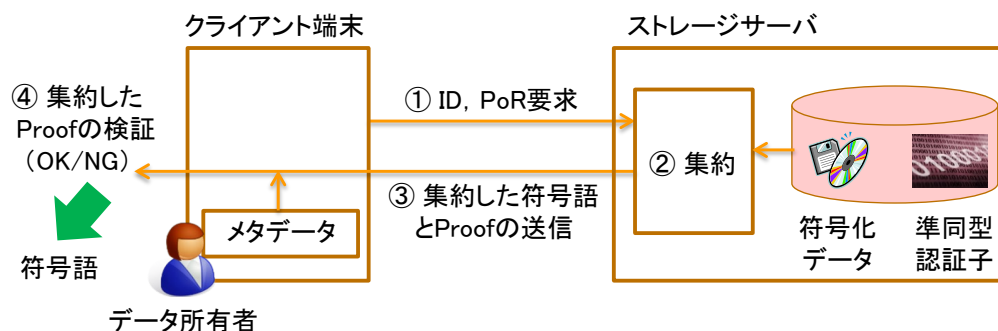 クライアント端末
ストレージサーバ
④ 集約した
Proofの検証
(OK/NG)
① ID, PoR要求
② 集約
③ 集約した符号語
とProofの送信
メタデータ
符号語
データ所有者
符号化
データ
準同型
認証子
010001